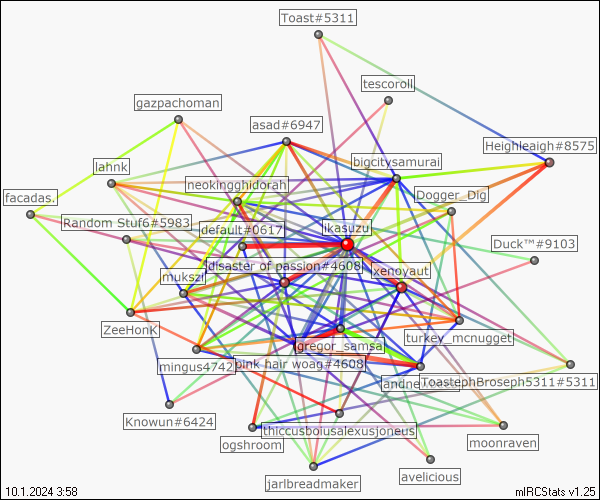 Toast#5311
tescoroll
gazpachoman
asad#6947
Heighleaigh#8575
bigcitysamurai
lahnk
neokingghidorah
Dogger_Dig
facadas.
Random Stuf6#5983
default#0617
jikasuzu
Duck™#9103
disaster of passion#4608
xenoyaut
mukszi
ZeeHonK
turkey_mcnugget
gregor_samsa
mingus4742
pink hair woag#4608
andne
ToastephBroseph5311#5311
Knowun#6424
thiccusboiusalexusjoneus
ogshroom
moonraven
avelicious
jarlbreadmaker
10.1.2024 3:58
mIRCStats v1.25